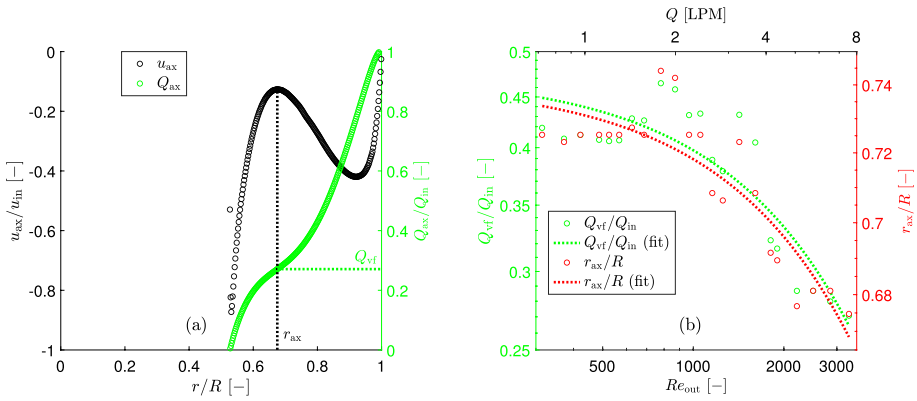 (a)
u_ax
Q_ax
0
-0.2
-0.4
-0.6
-0.8
-1
u_ax/u_in [−]
0
0.2
0.4
0.6
0.8
1
r/R [−]
1
0.8
0.6
0.4
0.2
0
Q_ax/Q_in [−]
Q_vf
r_ax
Q [LPM]
1
2
4
8
0.5
0.45
0.4
0.35
0.3
0.25
Q_vf/Q_in [−]
Q_vf/Q_in
Q_vf/Q_in (fit)
r_ax/R
r_ax/R (fit)
(b)
0.74
0.72
0.7
0.68
r_ax/R [−]
500
1000
2000
3000
Re_out [−]